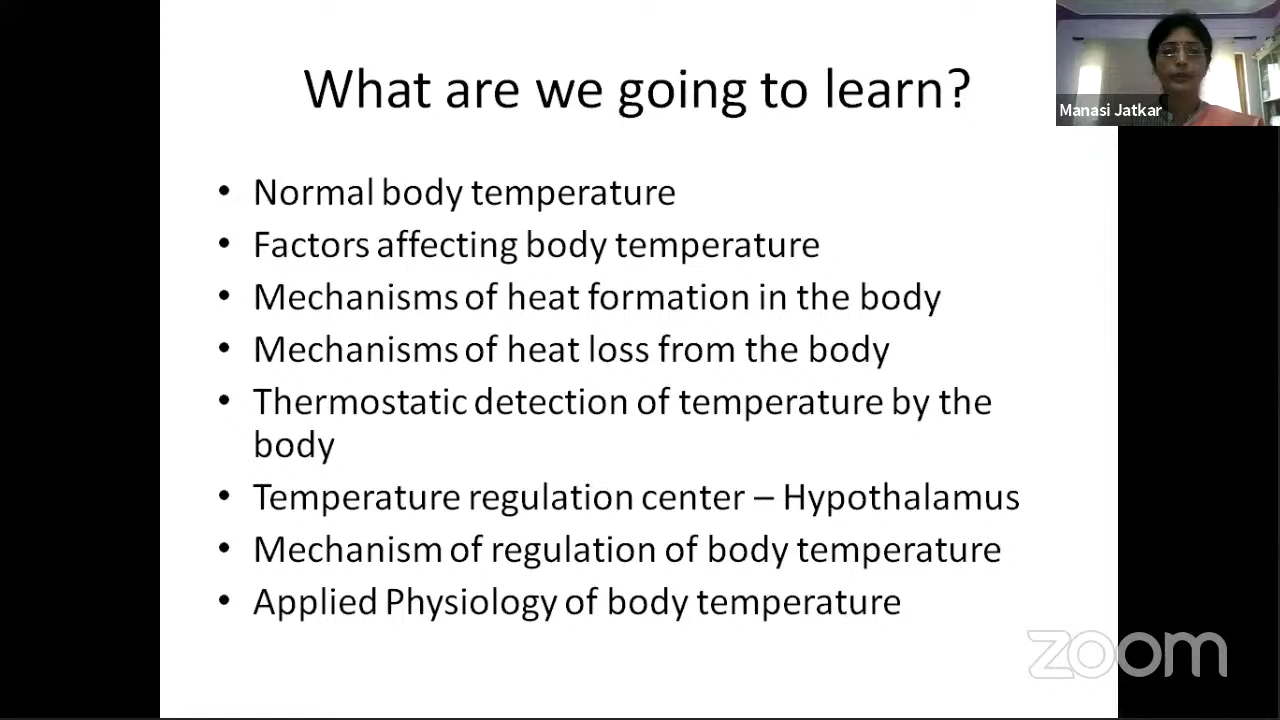 What are we going to learn?
Manasi Jatkar
• Normal body temperature
• Factors affecting body temperature
• Mechanisms of heat formation in the body
• Mechanisms of heat loss from the body
• Thermostatic detection of temperature by the
body
• Temperature regulation center – Hypothalamus
• Mechanism of regulation of body temperature
• Applied Physiology of body temperature
zoom